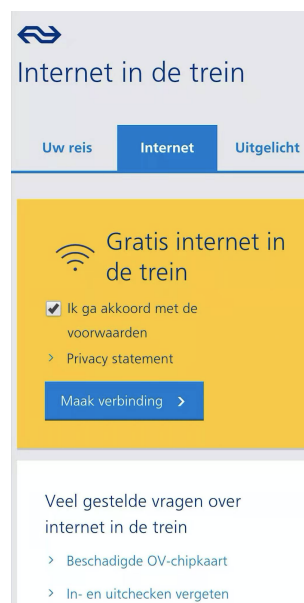 Internet in de trein
Uw reis Internet Uitgelicht
Gratis internet in
de trein
Ik ga akkoord met de
voorwaarden
> Privacy statement
Maak verbinding >
Veel gestelde vragen over
internet in de trein
> Beschadigde OV-chipkaart
> In- en uitchecken vergeten